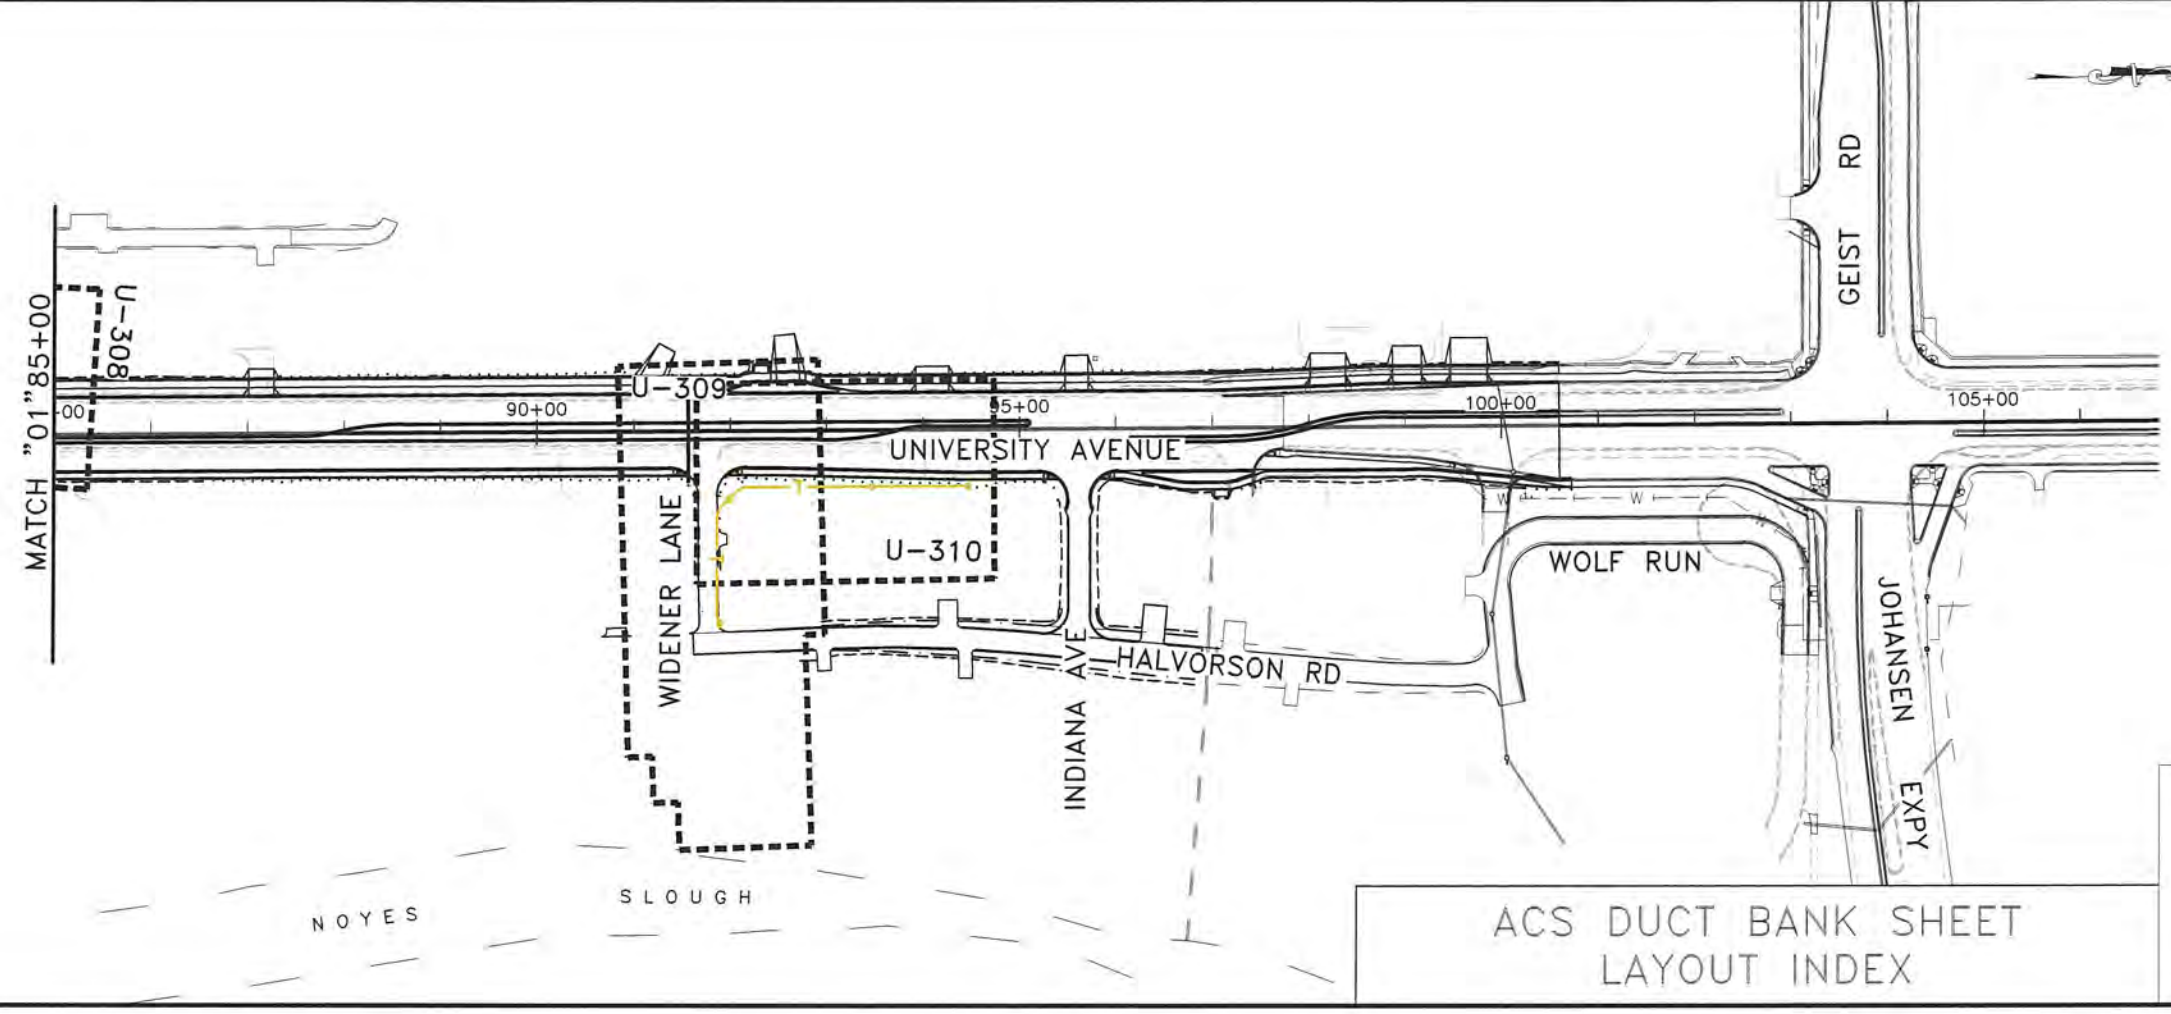 GEIST RD
U-308
MATCH "01" 85+00
+00
U-309
90+00
95+00
100+00
105+00
UNIVERSITY AVENUE
T
T
W
W
U-310
WIDENER LANE
WOLF RUN
HALVORSON RD
INDIANA AVE
JOHANSEN EXPY
NOYES SLOUGH
ACS DUCT BANK SHEET
LAYOUT INDEX